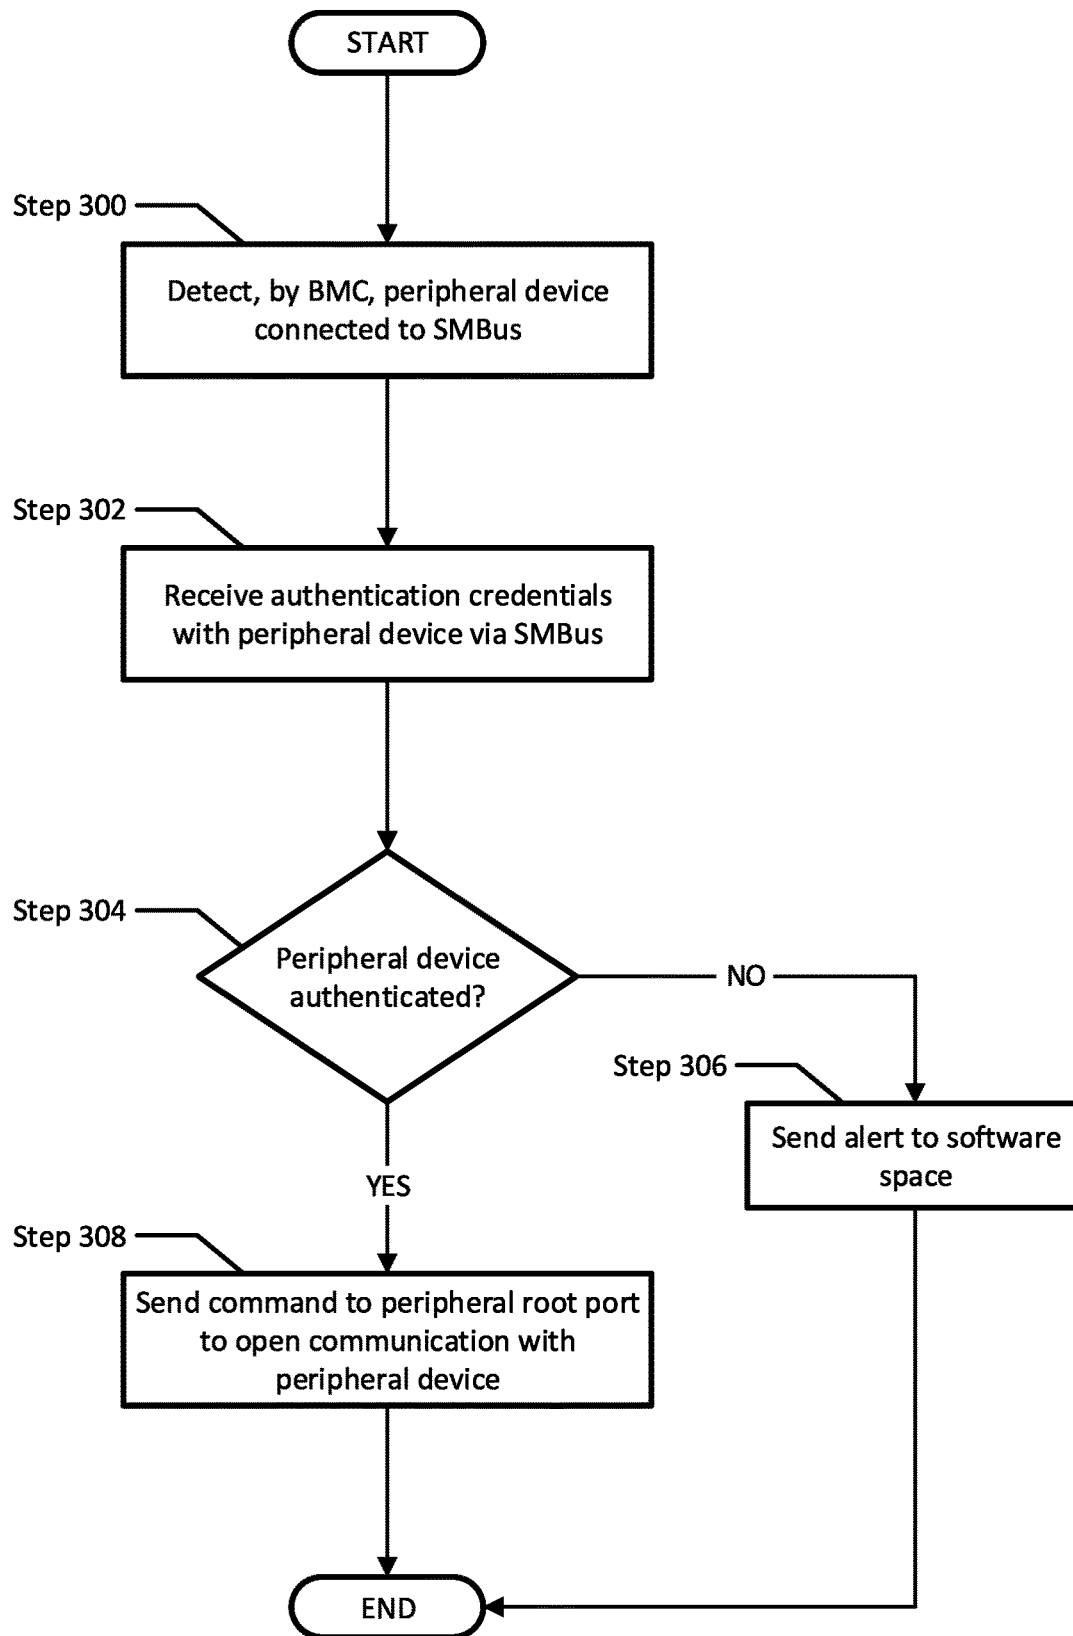 START
Step 300
Detect, by BMC, peripheral device
connected to SMBus
Step 302
Receive authentication credentials
with peripheral device via SMBus
Step 304
Peripheral device
authenticated?
NO
Step 306
Send alert to software
space
YES
Step 308
Send command to peripheral root port
to open communication with
peripheral device
END